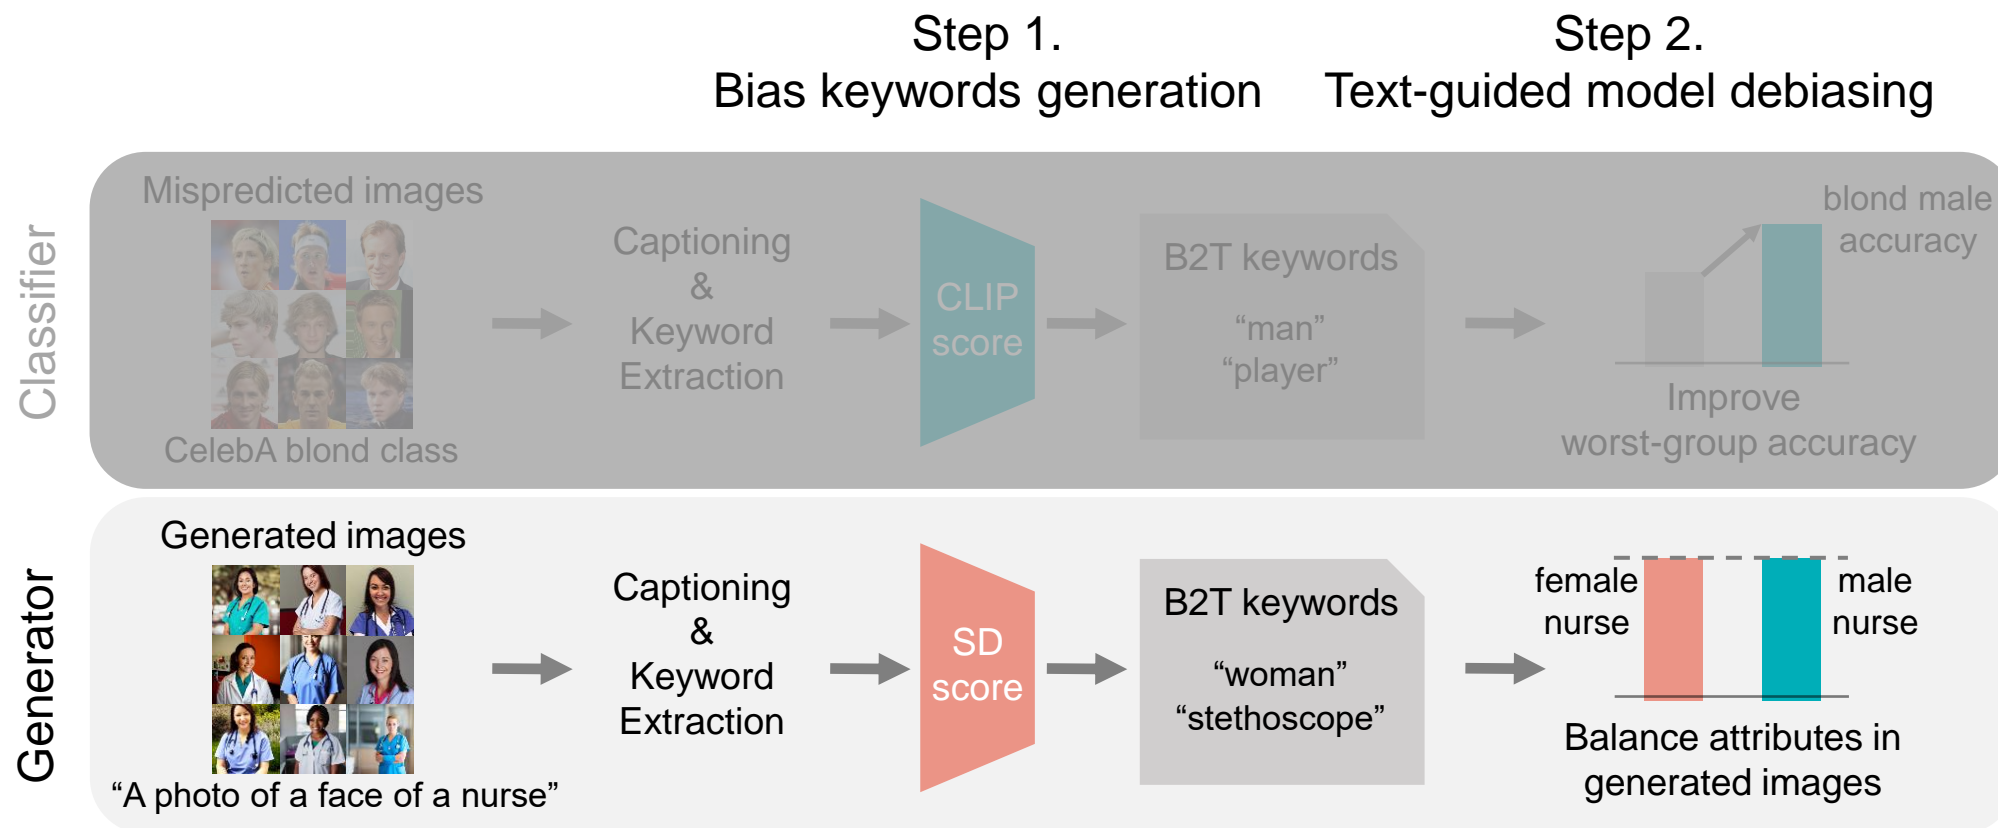 Step 1.
Bias keywords generation
Step 2.
Text-guided model debiasing
Classifier
Mispredicted images
CelebA blond class
Captioning
&
Keyword
Extraction
CLIP
score
B2T keywords
“man”
“player”
blond male
accuracy
Improve
worst-group accuracy
Generator
Generated images
“A photo of a face of a nurse”
Captioning
&
Keyword
Extraction
SD
score
B2T keywords
“woman”
“stethoscope”
female
nurse
male
nurse
Balance attributes in
generated images